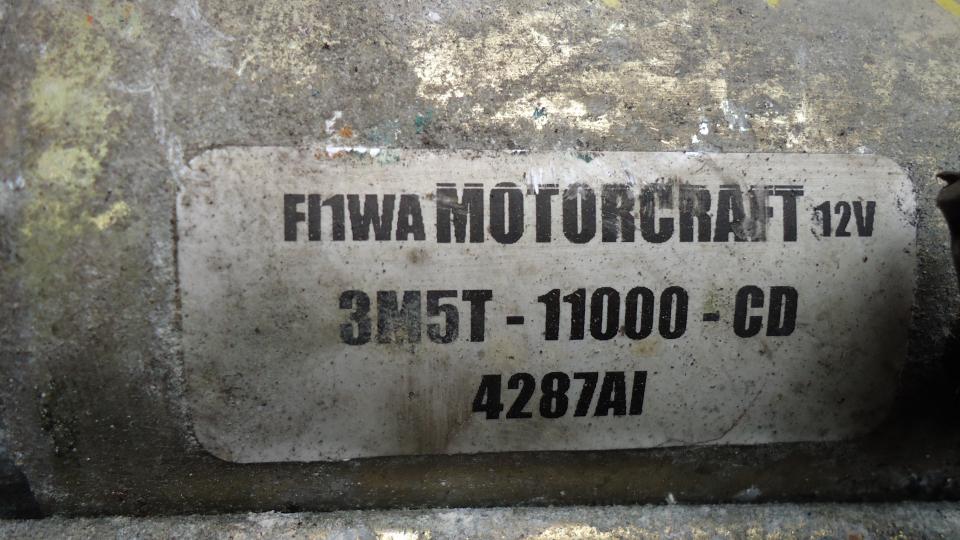 FI1WA MOTORCRAFT 12V
3M5T - 11000 - CD
4287AI